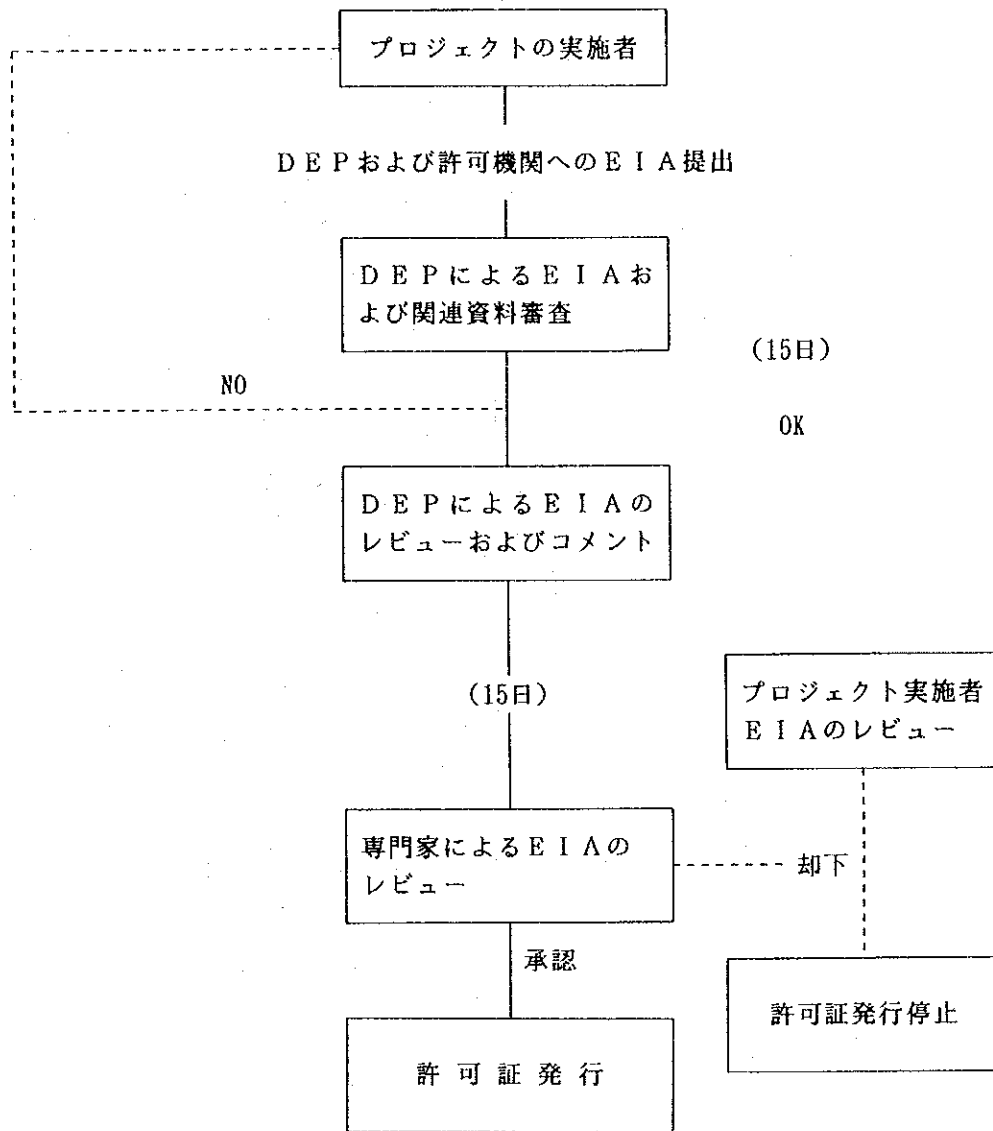 プロジェクトの実施者
DEPおよび許可機関へのEIA提出
DEPによるEIAお
よび関連資料審査
(15日)
NO
OK
DEPによるEIAの
レビューおよびコメント
(15日)
プロジェクト実施者
EIAのレビュー
専門家によるEIAの
レビュー
却下
承認
許可証発行停止
許可証発行